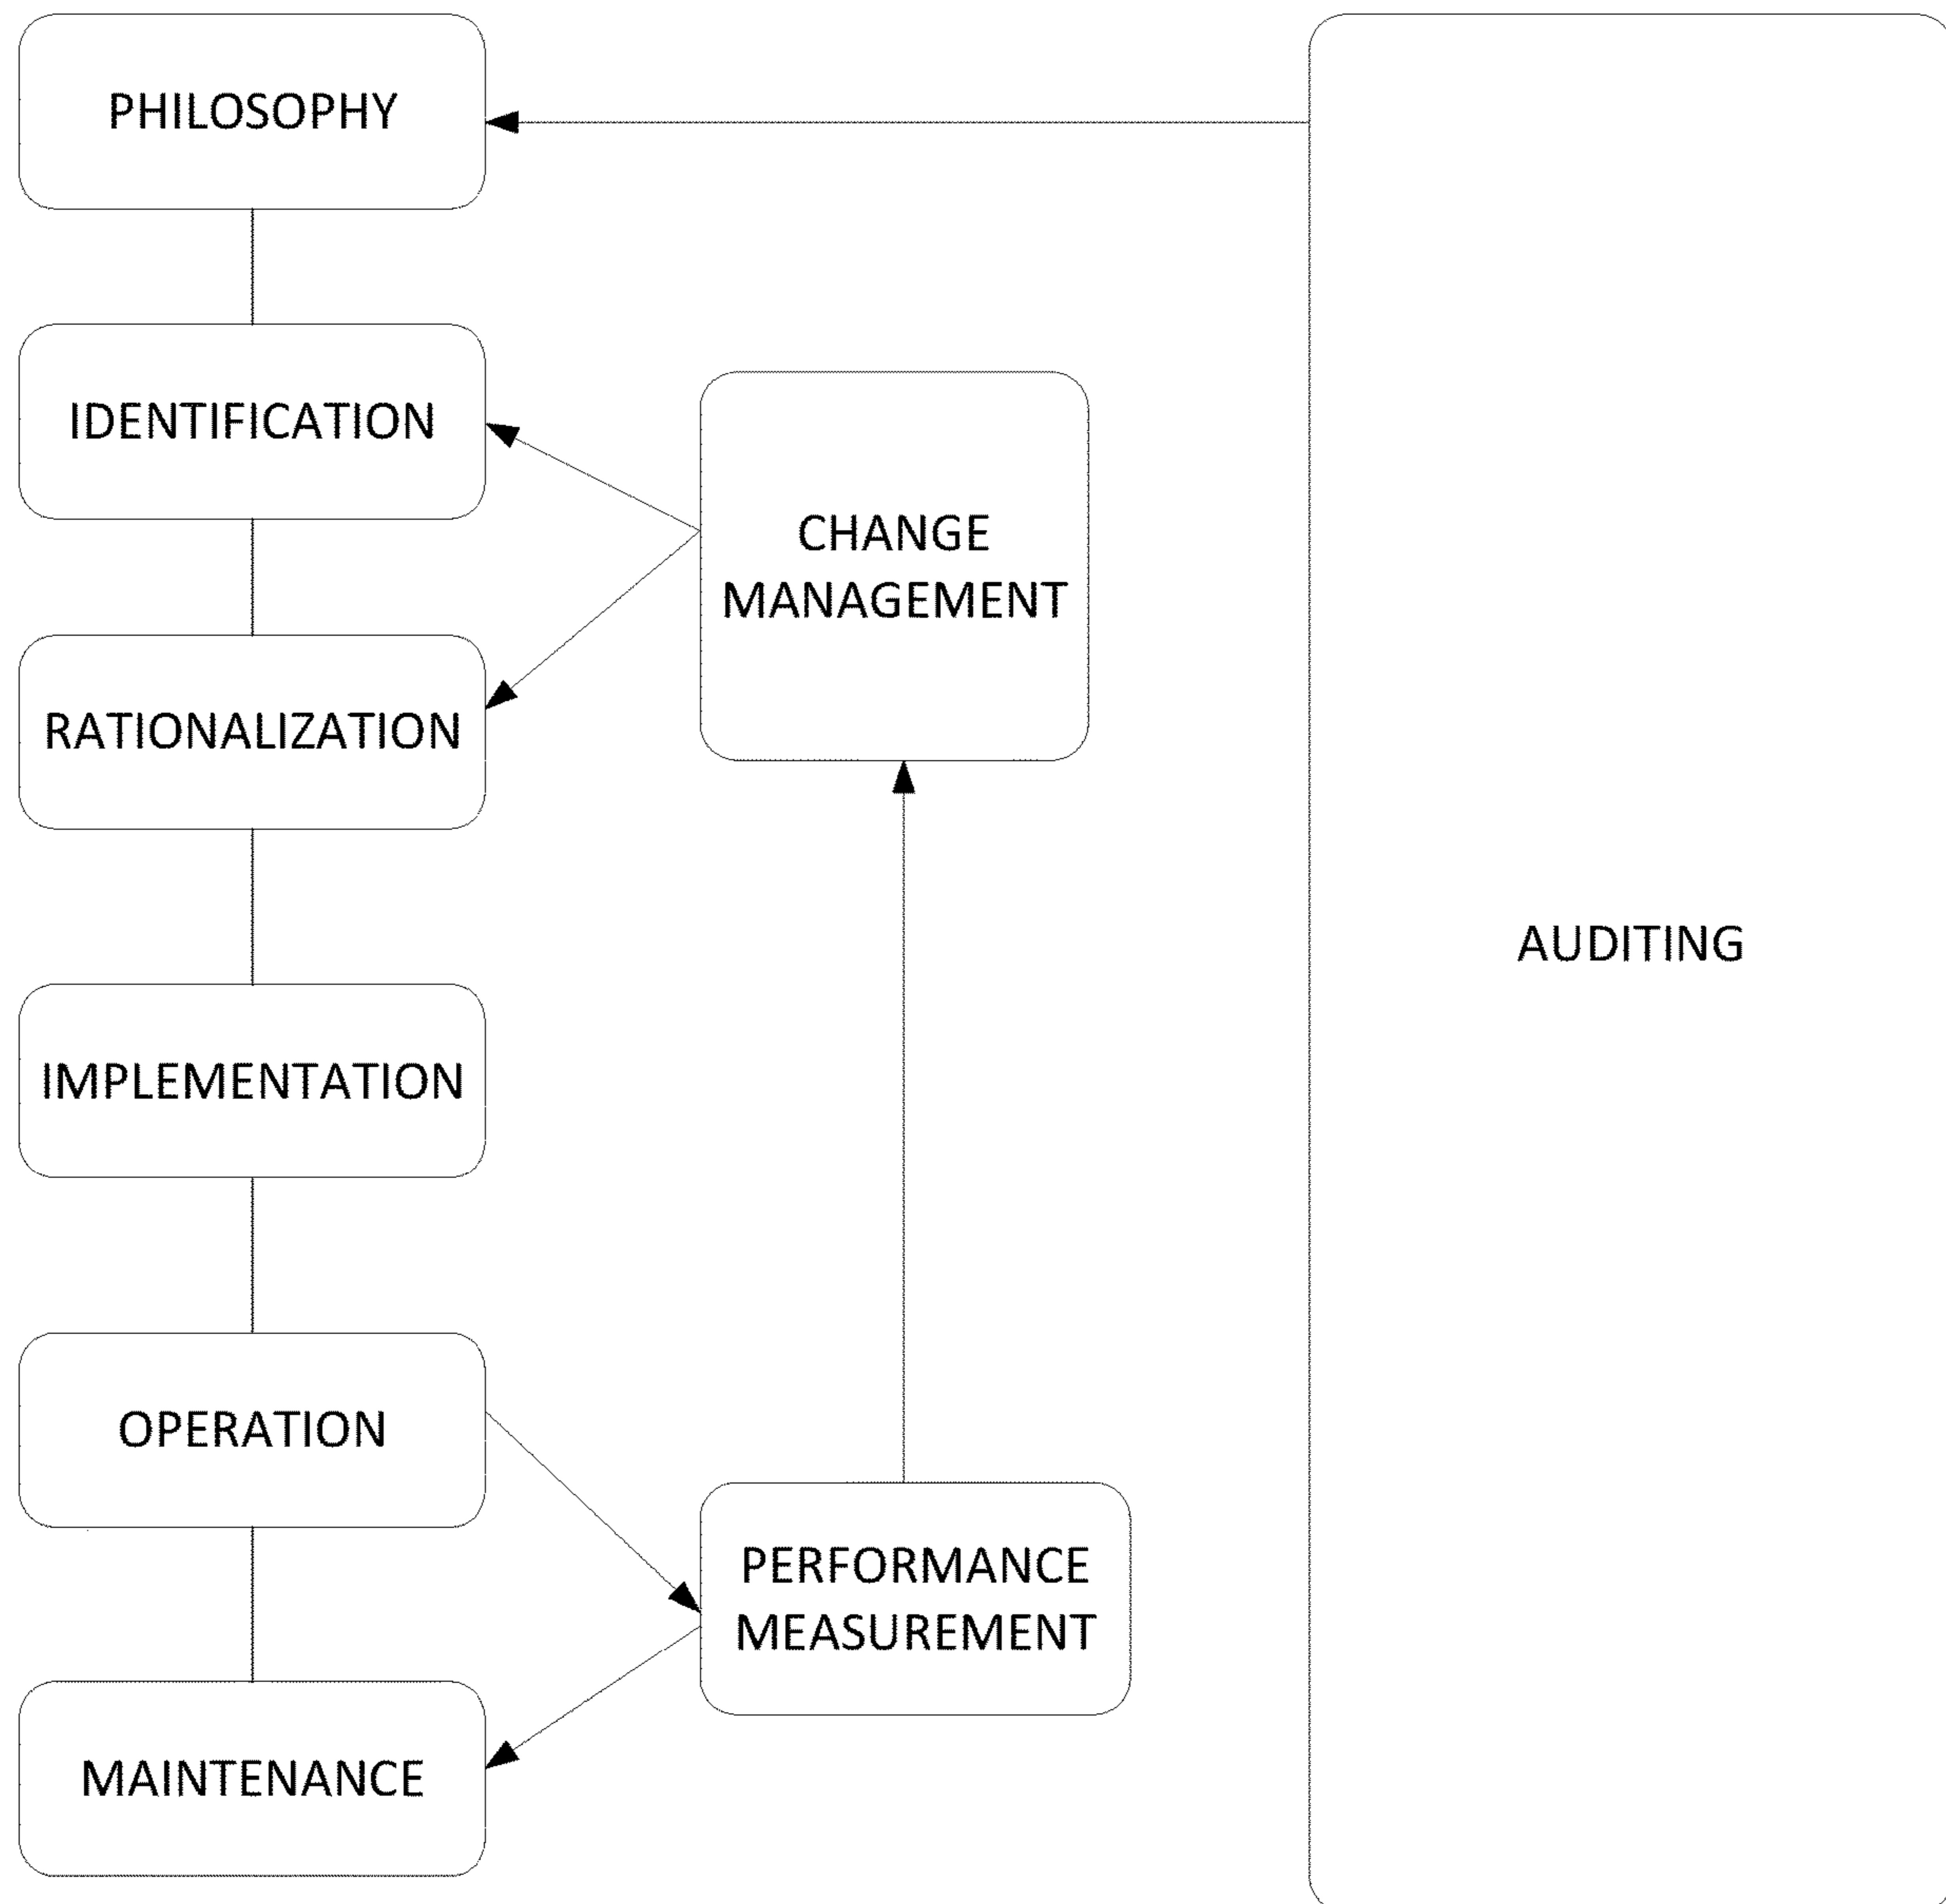 PHILOSOPHY
IDENTIFICATION
CHANGE
MANAGEMENT
RATIONALIZATION
AUDITING
IMPLEMENTATION
OPERATION
PERFORMANCE
MEASUREMENT
MAINTENANCE